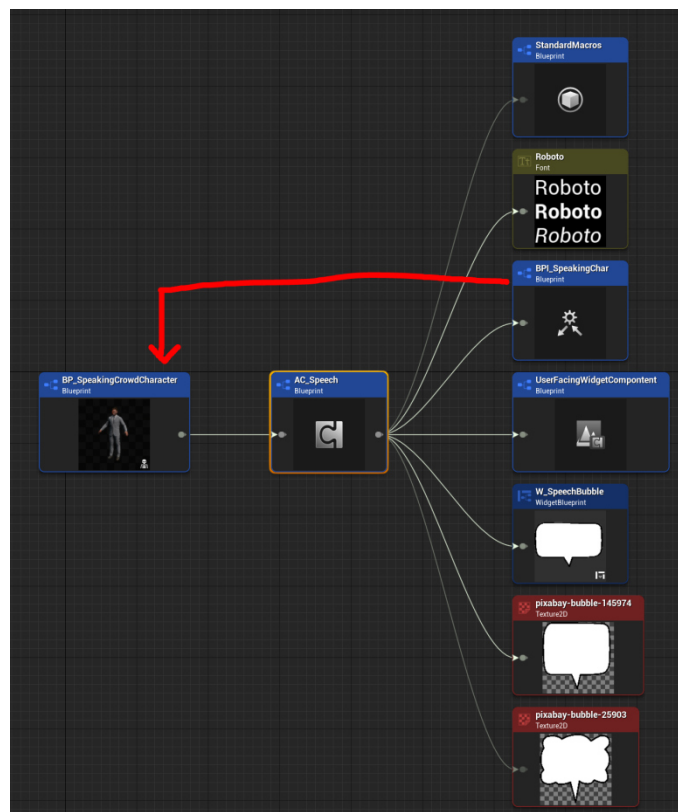 StandardMacros
Blueprint
Roboto
Font
Roboto
Roboto
Roboto
BPI_SpeakingChar
Blueprint
BP_SpeakingCrowdCharacter
Blueprint
AC_Speech
Blueprint
UserFacingWidgetCompontent
Blueprint
W_SpeechBubble
WidgetBlueprint
pixabay-bubble-145974
Texture2D
pixabay-bubble-25903
Texture2D